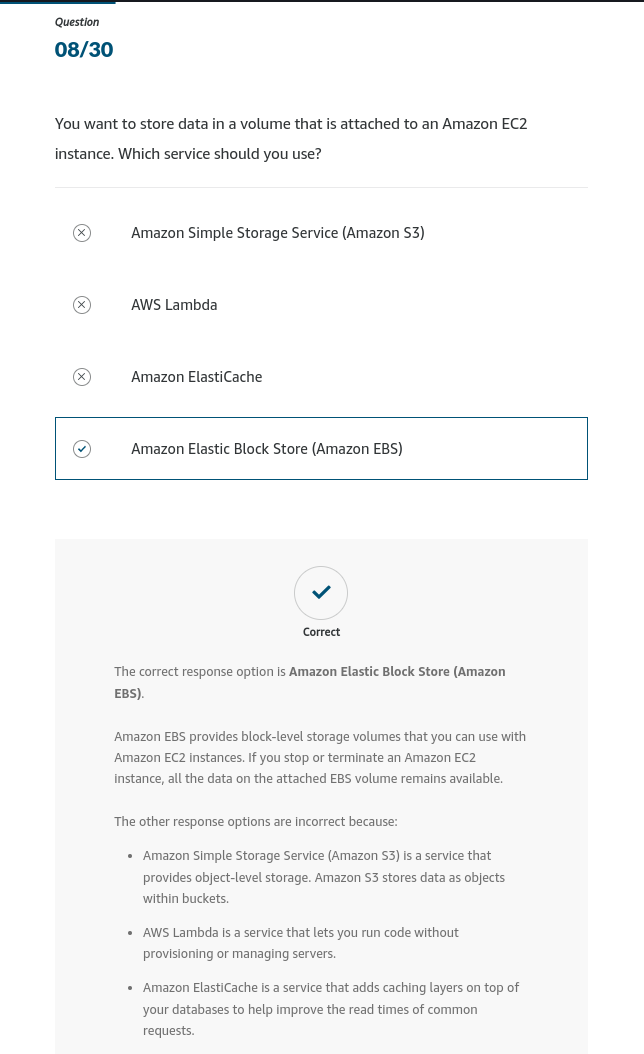 Question
08/30
You want to store data in a volume that is attached to an Amazon EC2
instance. Which service should you use?
Amazon Simple Storage Service (Amazon S3)
AWS Lambda
Amazon ElastiCache
Amazon Elastic Block Store (Amazon EBS)
Correct
The correct response option is Amazon Elastic Block Store (Amazon
EBS).
Amazon EBS provides block-level storage volumes that you can use with
Amazon EC2 instances. If you stop or terminate an Amazon EC2
instance, all the data on the attached EBS volume remains available.
The other response options are incorrect because:
• Amazon Simple Storage Service (Amazon S3) is a service that
provides object-level storage. Amazon S3 stores data as objects
within buckets.
• AWS Lambda is a service that lets you run code without
provisioning or managing servers.
• Amazon ElastiCache is a service that adds caching layers on top of
your databases to help improve the read times of common
requests.